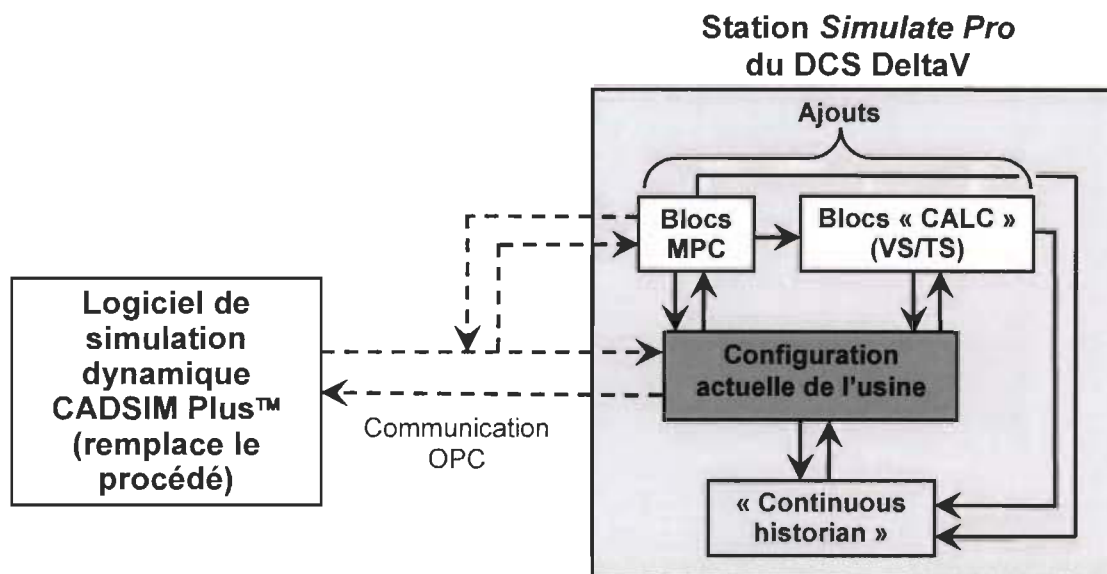 Station Simulate Pro
du DCS DeltaV
Ajouts
Blocs
MPC
Blocs « CALC »
(VS/TS)
Logiciel de
simulation
dynamique
CADSIM Plus™
(remplace le
procédé)
Configuration
actuelle de l'usine
Communication
OPC
« Continuous
historian »